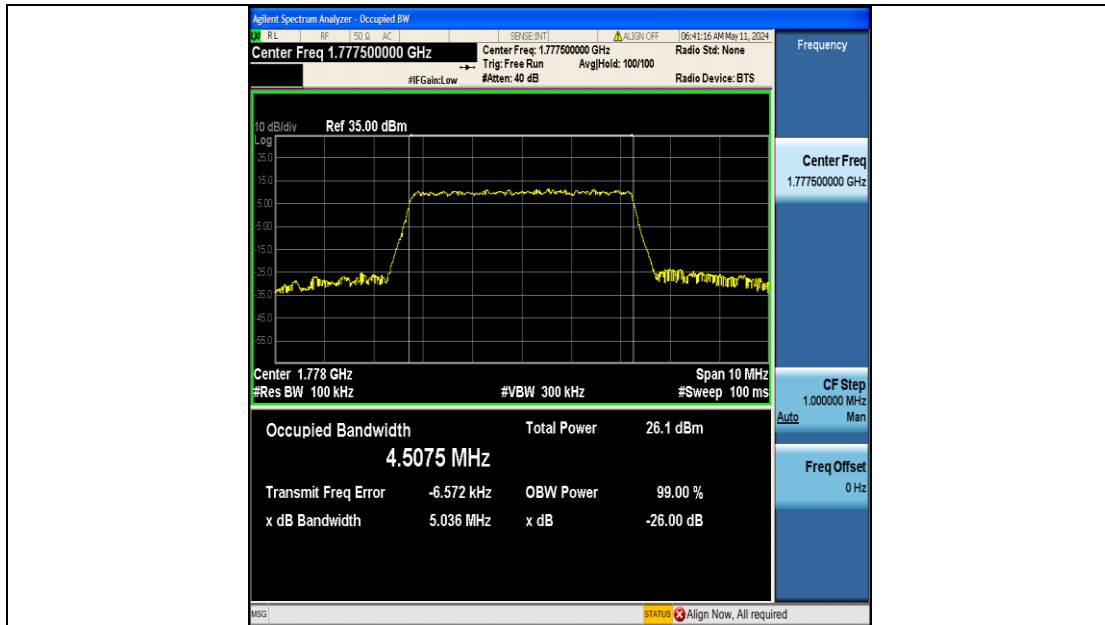 Agilent Spectrum Analyzer - Occupied BW
RL RF 50 Ω AC SENSE:INT ALIGN OFF 06:41:16 AM May 11, 2024
Center Freq 1.777500000 GHz
Center Freq: 1.777500000 GHz Radio Std: None
Trig: Free Run Avg|Hold: 100/100
#IFGain:Low #Atten: 40 dB Radio Device: BTS
Frequency
10 dB/div Ref 35.00 dBm
Log
25.0
15.0
5.00
-5.00
-15.0
-25.0
-35.0
-45.0
-55.0
Center 1.778 GHz Span 10 MHz
#Res BW 100 kHz #VBW 300 kHz #Sweep 100 ms
Occupied Bandwidth Total Power 26.1 dBm
4.5075 MHz
Transmit Freq Error -6.572 kHz OBW Power 99.00 %
x dB Bandwidth 5.036 MHz x dB -26.00 dB
Center Freq
1.777500000 GHz
CF Step
1.000000 MHz
Auto Man
Freq Offset
0 Hz
MSG STATUS Align Now, All required